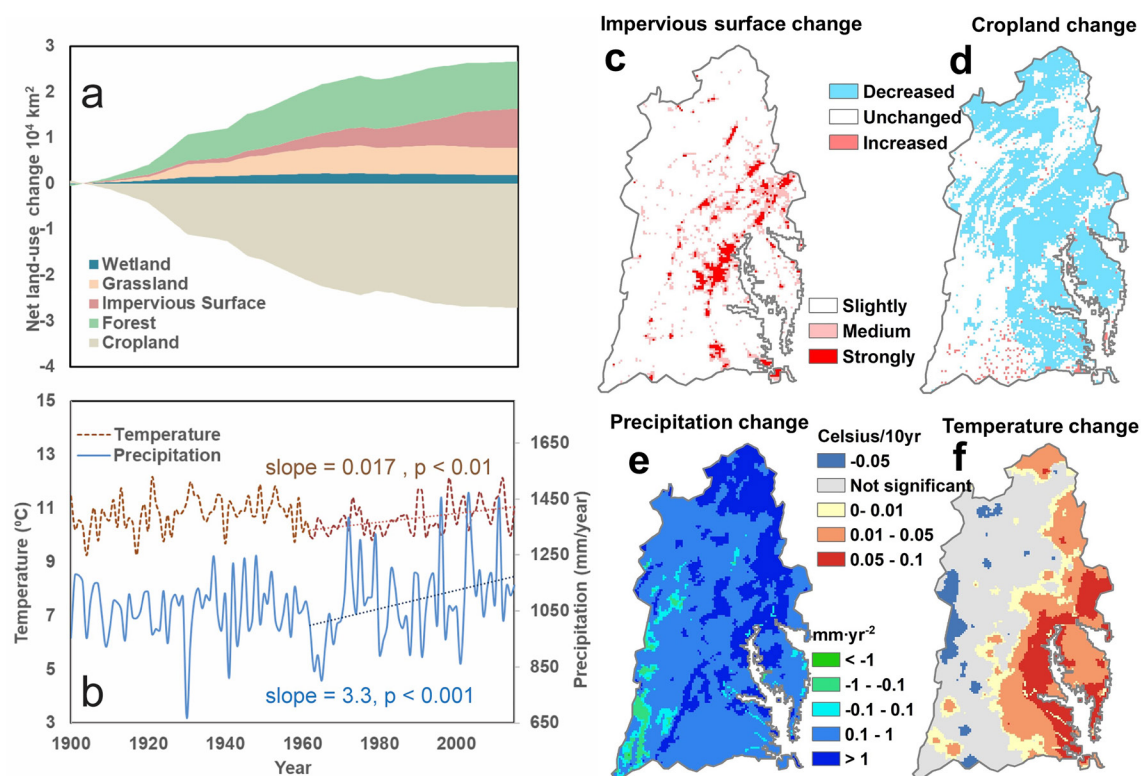 a
Net land-use change 10⁴ km²
3
2
1
0
-1
-2
-3
-4
Wetland
Grassland
Impervious Surface
Forest
Cropland
b
Temperature (⁰C)
15
13
11
9
7
5
3
Temperature
Precipitation
slope = 0.017 , p < 0.01
slope = 3.3, p < 0.001
1650
1450
1250
1050
850
650
Precipitation (mm/year)
1900 1920 1940 1960 1980 2000
Year
Impervious surface change
c
Slightly
Medium
Strongly
Cropland change
d
Decreased
Unchanged
Increased
Precipitation change
e
mm·yr⁻²
< -1
-1 - -0.1
-0.1 - 0.1
0.1 - 1
> 1
Temperature change
f
Celsius/10yr
-0.05
Not significant
0- 0.01
0.01 - 0.05
0.05 - 0.1